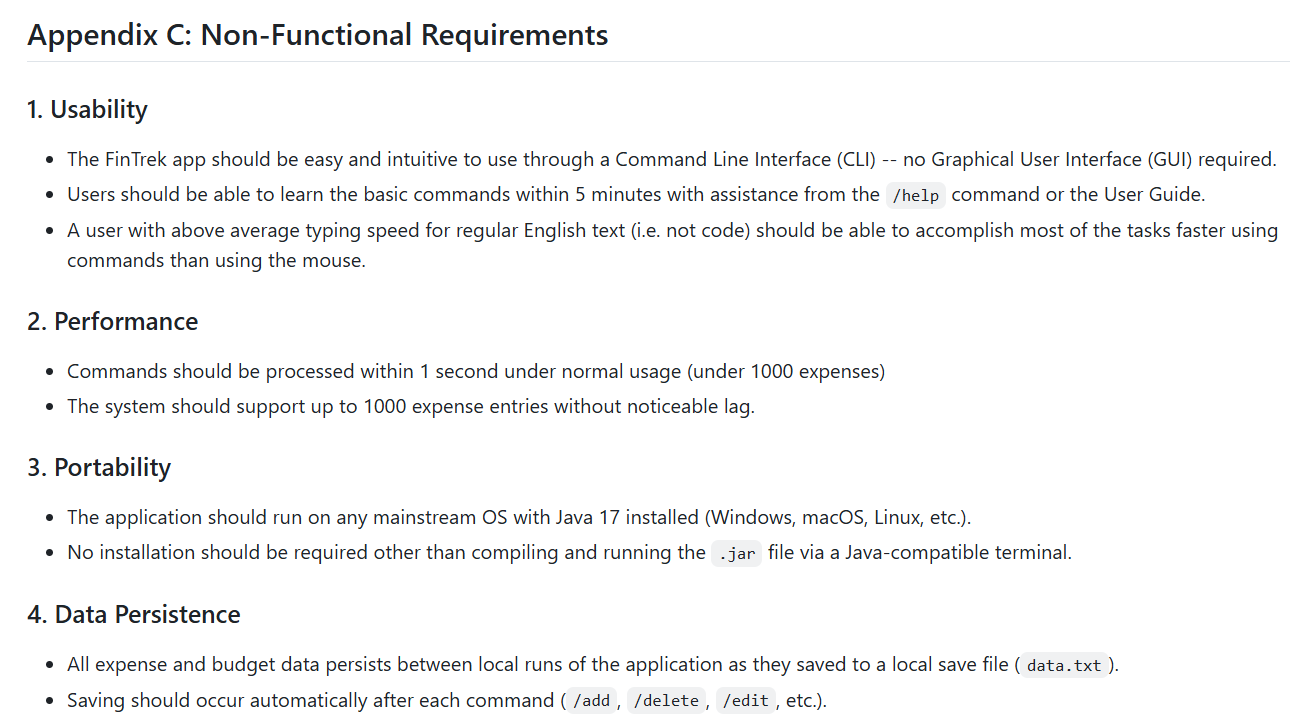 Appendix C: Non-Functional Requirements
1. Usability
• The FinTrek app should be easy and intuitive to use through a Command Line Interface (CLI) -- no Graphical User Interface (GUI) required.
• Users should be able to learn the basic commands within 5 minutes with assistance from the /help command or the User Guide.
• A user with above average typing speed for regular English text (i.e. not code) should be able to accomplish most of the tasks faster using
commands than using the mouse.
2. Performance
• Commands should be processed within 1 second under normal usage (under 1000 expenses)
• The system should support up to 1000 expense entries without noticeable lag.
3. Portability
• The application should run on any mainstream OS with Java 17 installed (Windows, macOS, Linux, etc.).
• No installation should be required other than compiling and running the .jar file via a Java-compatible terminal.
4. Data Persistence
• All expense and budget data persists between local runs of the application as they saved to a local save file (data.txt).
• Saving should occur automatically after each command (/add, /delete, /edit, etc.).